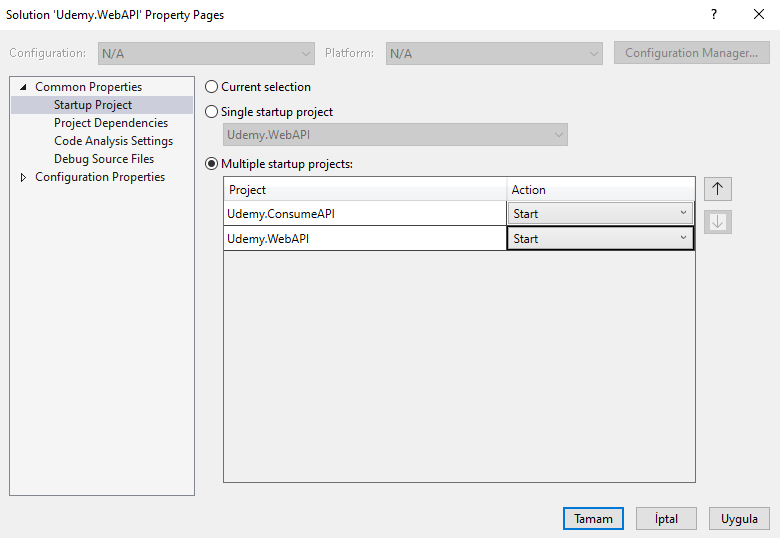 Solution 'Udemy.WebAPI' Property Pages
Configuration: N/A Platform: N/A Configuration Manager...
Common Properties
Startup Project
Project Dependencies
Code Analysis Settings
Debug Source Files
Configuration Properties
Current selection
Single startup project
Udemy.WebAPI
Multiple startup projects:
Project Action
Udemy.ConsumeAPI Start
Udemy.WebAPI Start
Tamam İptal Uygula